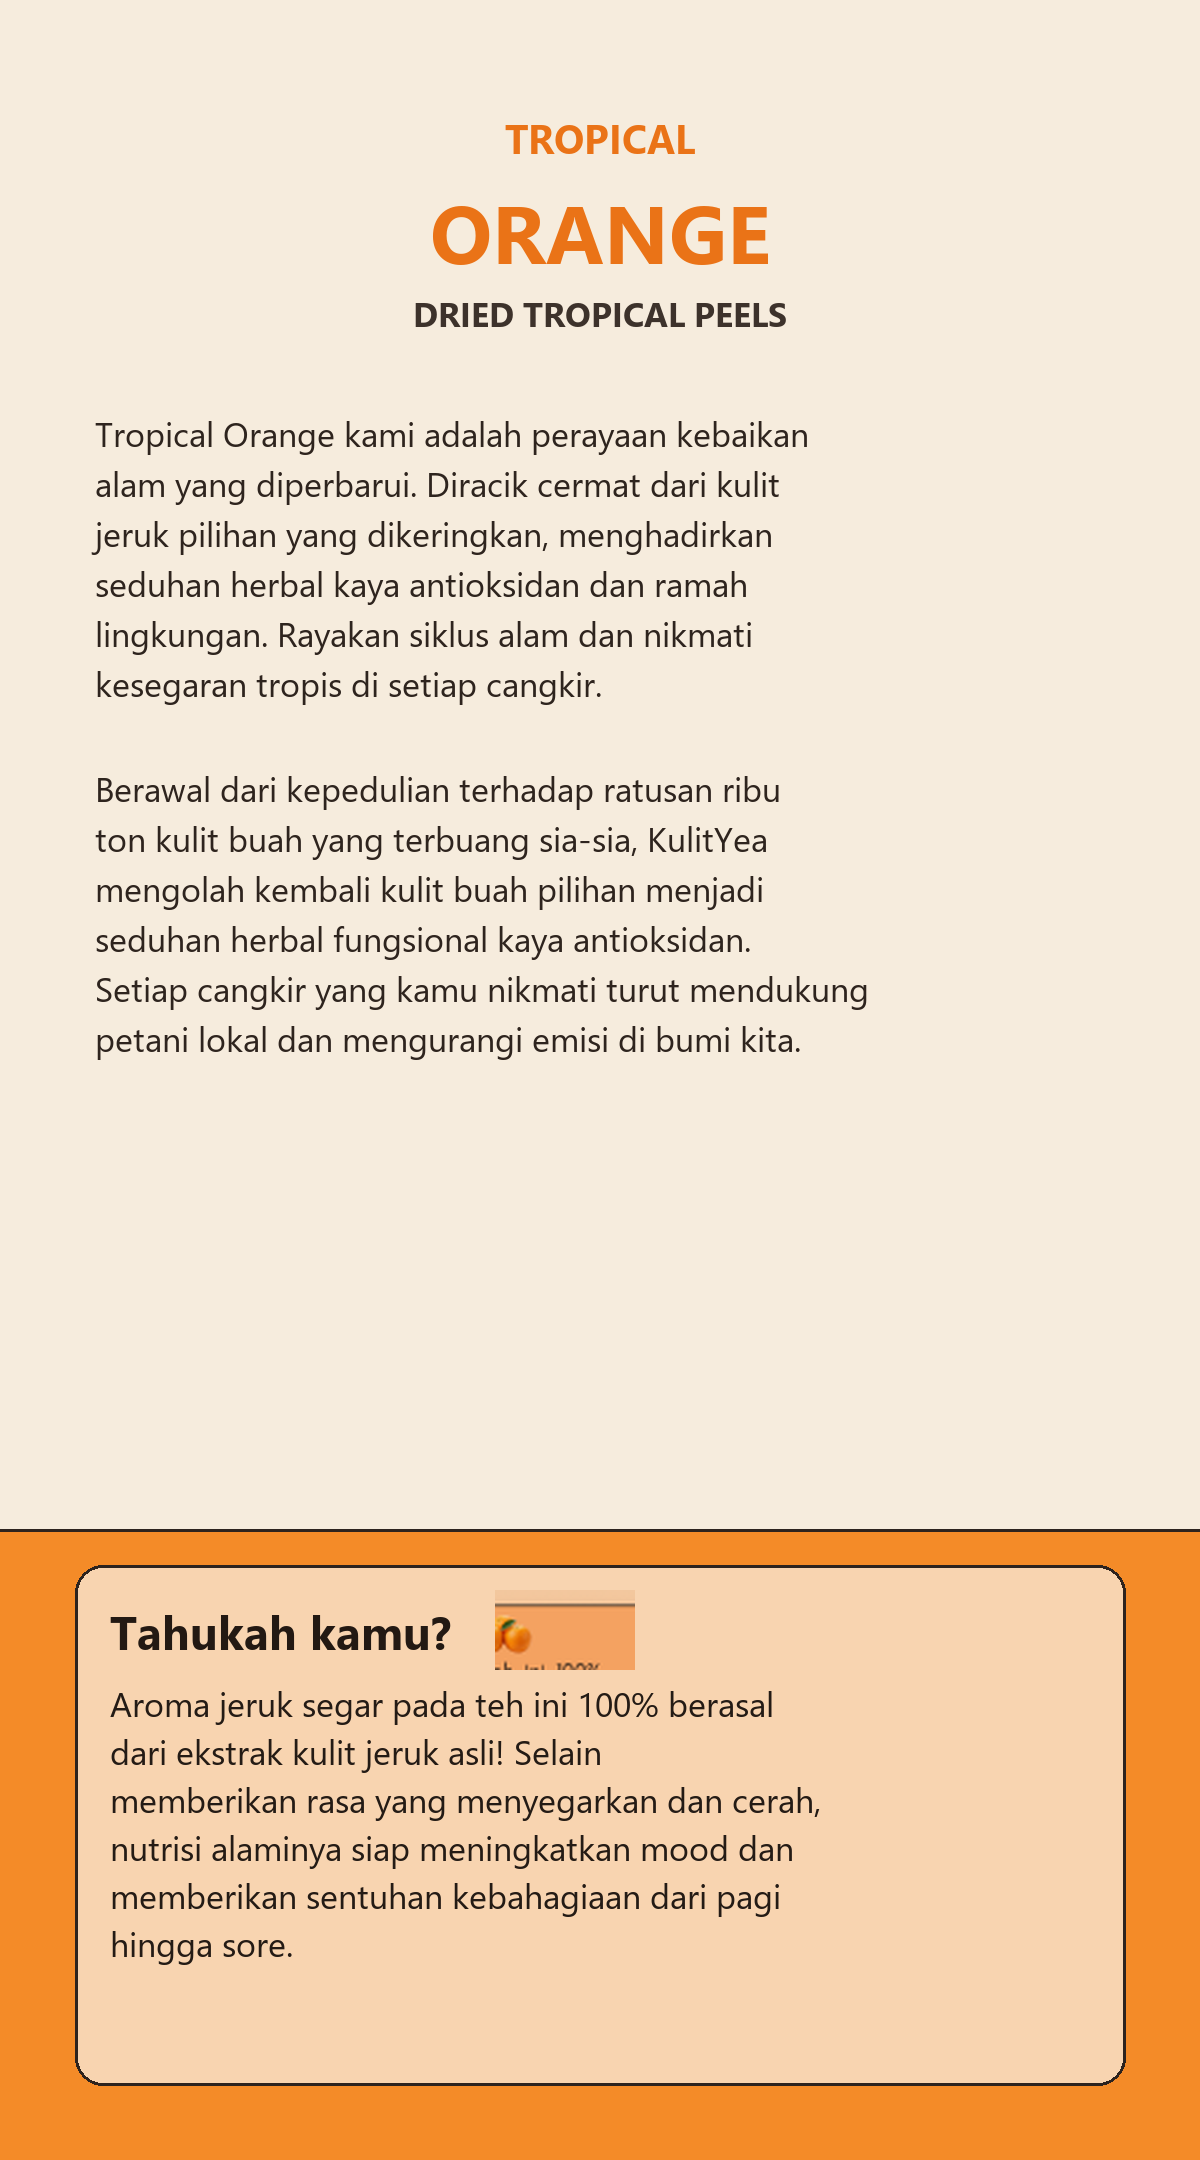 TROPICAL
ORANGE
DRIED TROPICAL PEELS
Tropical Orange kami adalah perayaan kebaikan
alam yang diperbarui. Diracik cermat dari kulit
jeruk pilihan yang dikeringkan, menghadirkan
seduhan herbal kaya antioksidan dan ramah
lingkungan. Rayakan siklus alam dan nikmati
kesegaran tropis di setiap cangkir.
Berawal dari kepedulian terhadap ratusan ribu
ton kulit buah yang terbuang sia-sia, KulitYea
mengolah kembali kulit buah pilihan menjadi
seduhan herbal fungsional kaya antioksidan.
Setiap cangkir yang kamu nikmati turut mendukung
petani lokal dan mengurangi emisi di bumi kita.
Tahukah kamu?
Aroma jeruk segar pada teh ini 100% berasal
dari ekstrak kulit jeruk asli! Selain
memberikan rasa yang menyegarkan dan cerah,
nutrisi alaminya siap meningkatkan mood dan
memberikan sentuhan kebahagiaan dari pagi
hingga sore.